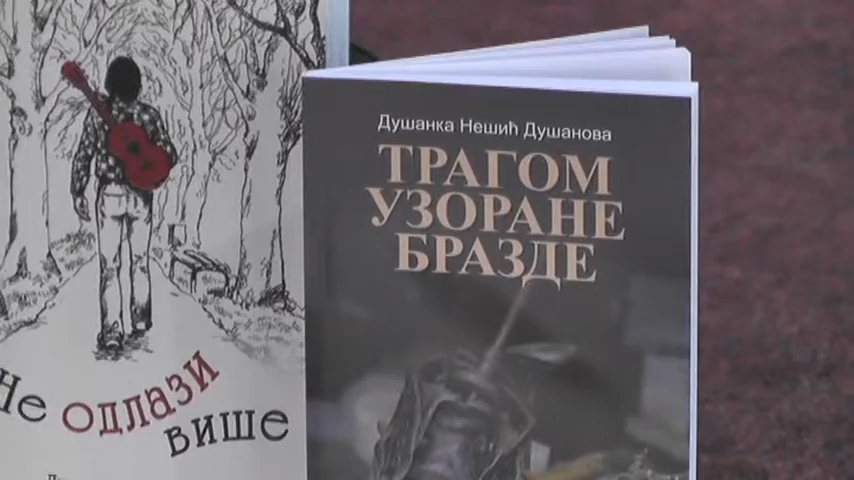 Не одлази
више
Душанка Нешић Душанова
ТРАГОМ
УЗОРАНЕ
БРАЗДЕ